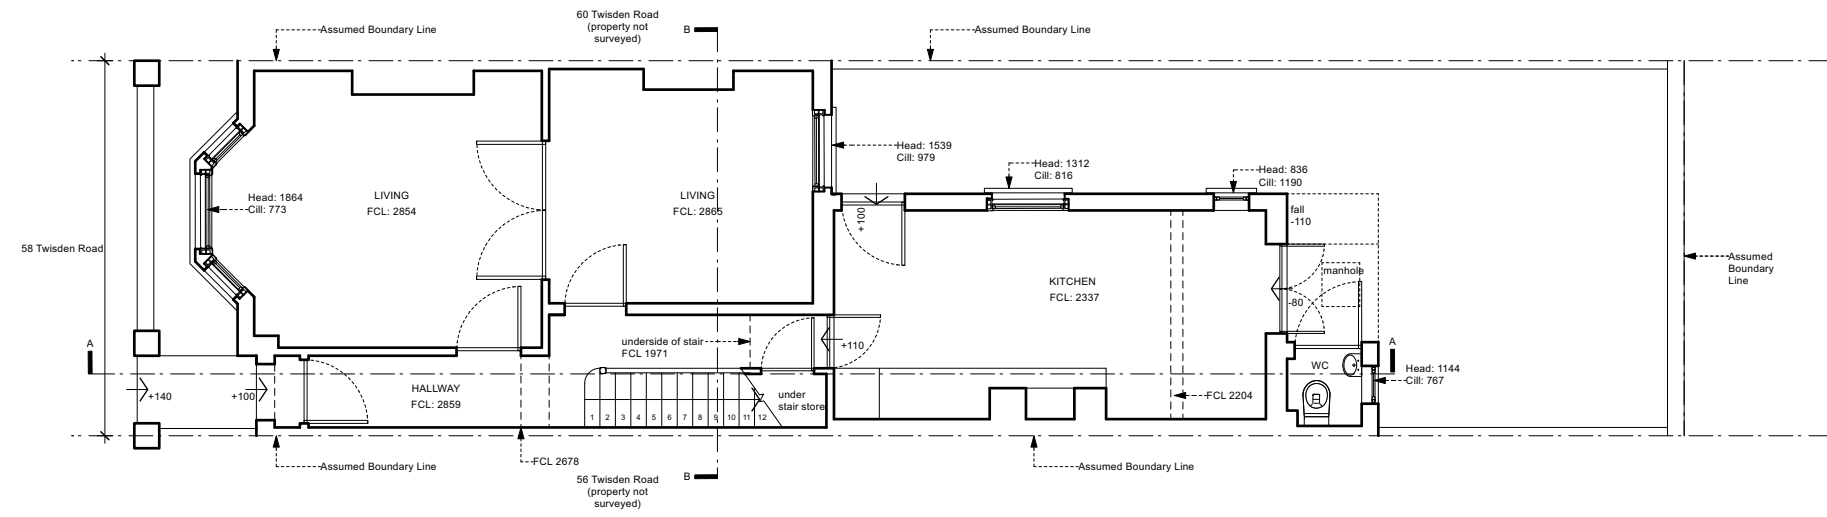 60 Twisden Road
(property not
surveyed)
B
Assumed Boundary Line
Assumed Boundary Line
Head: 1539
Cill: 979
Head: 1312
Cill: 816
Head: 836
Cill: 1190
Head: 1864
Cill: 773
LIVING
FCL: 2854
LIVING
FCL: 2865
+100
fall
-110
58 Twisden Road
Assumed
Boundary
Line
manhole
KITCHEN
FCL: 2337
-80
A
underside of stair
FCL 1971
+110
A
WC
Head: 1144
Cill: 767
+140
+100
HALLWAY
FCL: 2859
under
stair store
FCL 2204
1 2 3 4 5 6 7 8 9 10 11 12
Assumed Boundary Line
FCL 2678
Assumed Boundary Line
B
56 Twisden Road
(property not
surveyed)